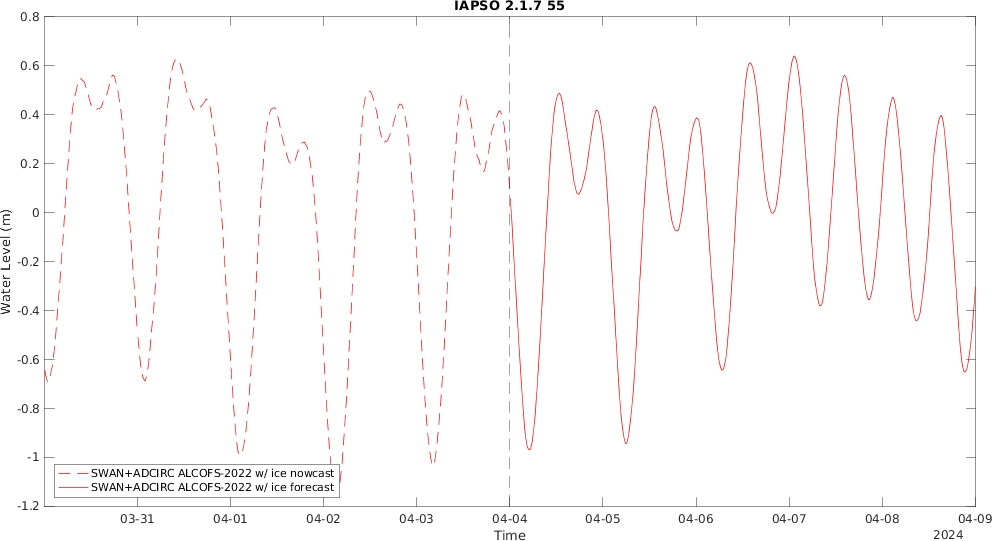 IAPSO 2.1.7 55
0.8
0.6
0.4
0.2
0
-0.2
-0.4
-0.6
-0.8
-1
-1.2
Water Level (m)
SWAN+ADCIRC ALCOFS-2022 w/ ice nowcast
SWAN+ADCIRC ALCOFS-2022 w/ ice forecast
03-31 04-01 04-02 04-03 04-04 04-05 04-06 04-07 04-08 04-09
Time
2024